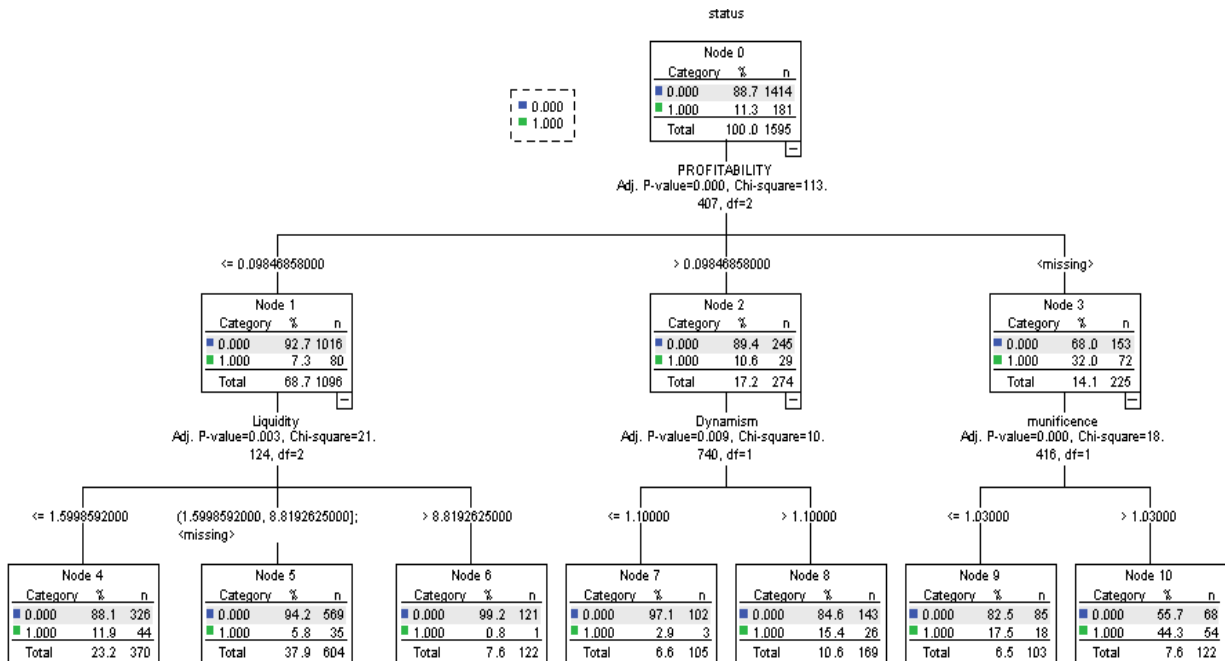 status
Node 0
Category % n
0.000 88.7 1414
1.000 11.3 181
Total 100.0 1595
0.000
1.000
PROFITABILITY
Adj. P-value=0.000, Chi-square=113.
407, df=2
<= 0.09846858000
> 0.09846858000
<missing>
Node 1
Category % n
0.000 92.7 1016
1.000 7.3 80
Total 68.7 1096
Node 2
Category % n
0.000 89.4 245
1.000 10.6 29
Total 17.2 274
Node 3
Category % n
0.000 68.0 153
1.000 32.0 72
Total 14.1 225
Liquidity
Adj. P-value=0.003, Chi-square=21.
124, df=2
Dynamism
Adj. P-value=0.009, Chi-square=10.
740, df=1
munificence
Adj. P-value=0.000, Chi-square=18.
416, df=1
<= 1.5998592000
(1.5998592000, 8.8192625000];
<missing>
> 8.8192625000
<= 1.10000
> 1.10000
<= 1.03000
> 1.03000
Node 4
Category % n
0.000 88.1 326
1.000 11.9 44
Total 23.2 370
Node 5
Category % n
0.000 94.2 569
1.000 5.8 35
Total 37.9 604
Node 6
Category % n
0.000 99.2 121
1.000 0.8 1
Total 7.6 122
Node 7
Category % n
0.000 97.1 102
1.000 2.9 3
Total 6.6 105
Node 8
Category % n
0.000 84.6 143
1.000 15.4 26
Total 10.6 169
Node 9
Category % n
0.000 82.5 85
1.000 17.5 18
Total 6.5 103
Node 10
Category % n
0.000 55.7 68
1.000 44.3 54
Total 7.6 122